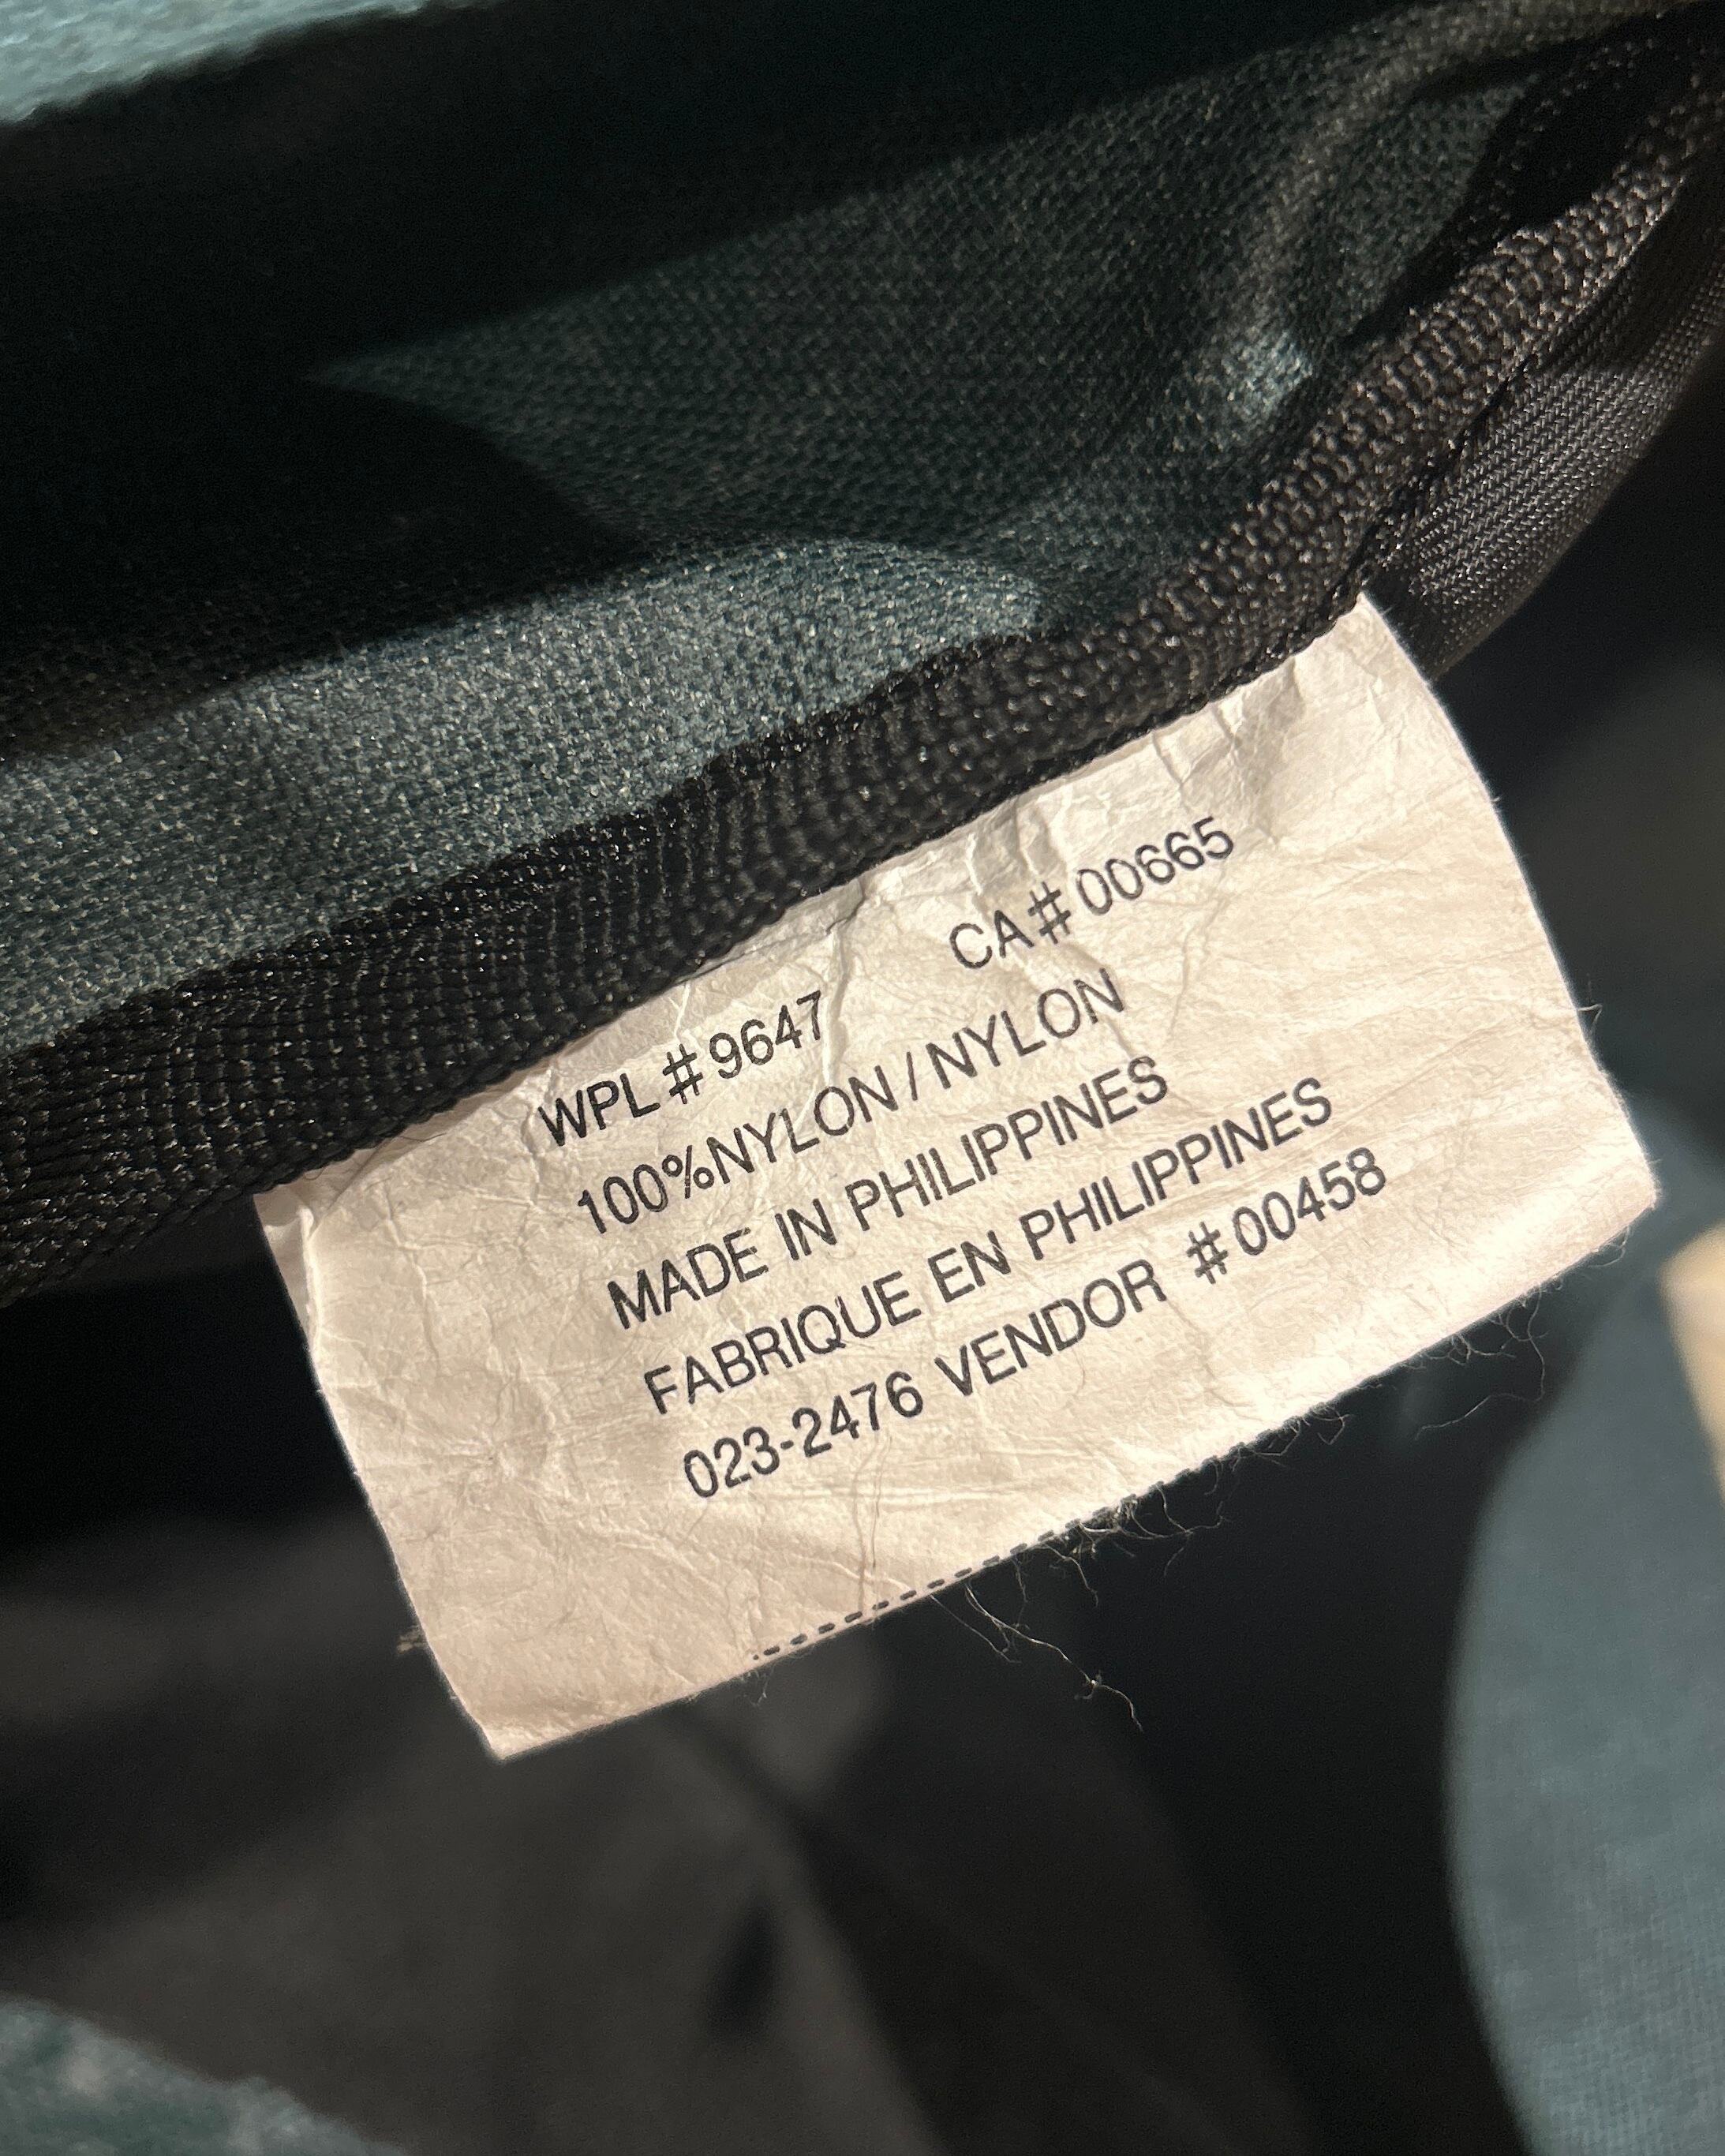 WPL#9647 CA#00665
100%NYLON/NYLON
MADE IN PHILIPPINES
FABRIQUE EN PHILIPPINES
023-2476 VENDOR #00458